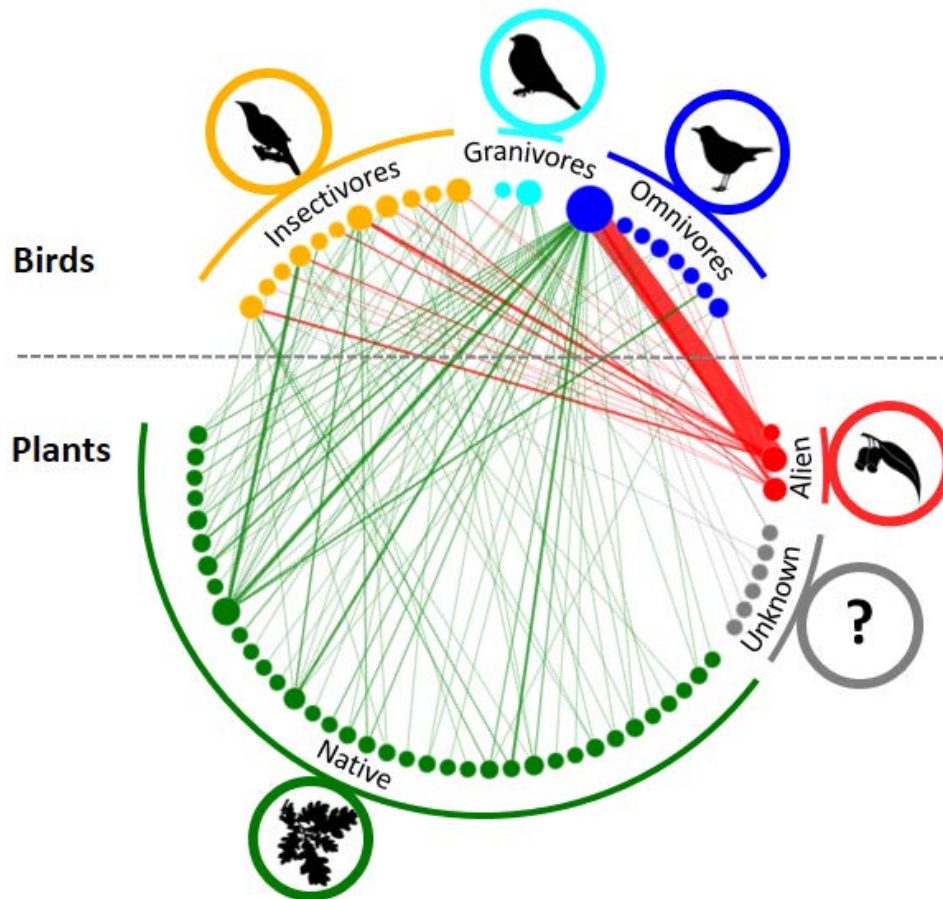 Granivores
Insectivores
Omnivores
Birds
Plants
Alien
Unknown
?
Native